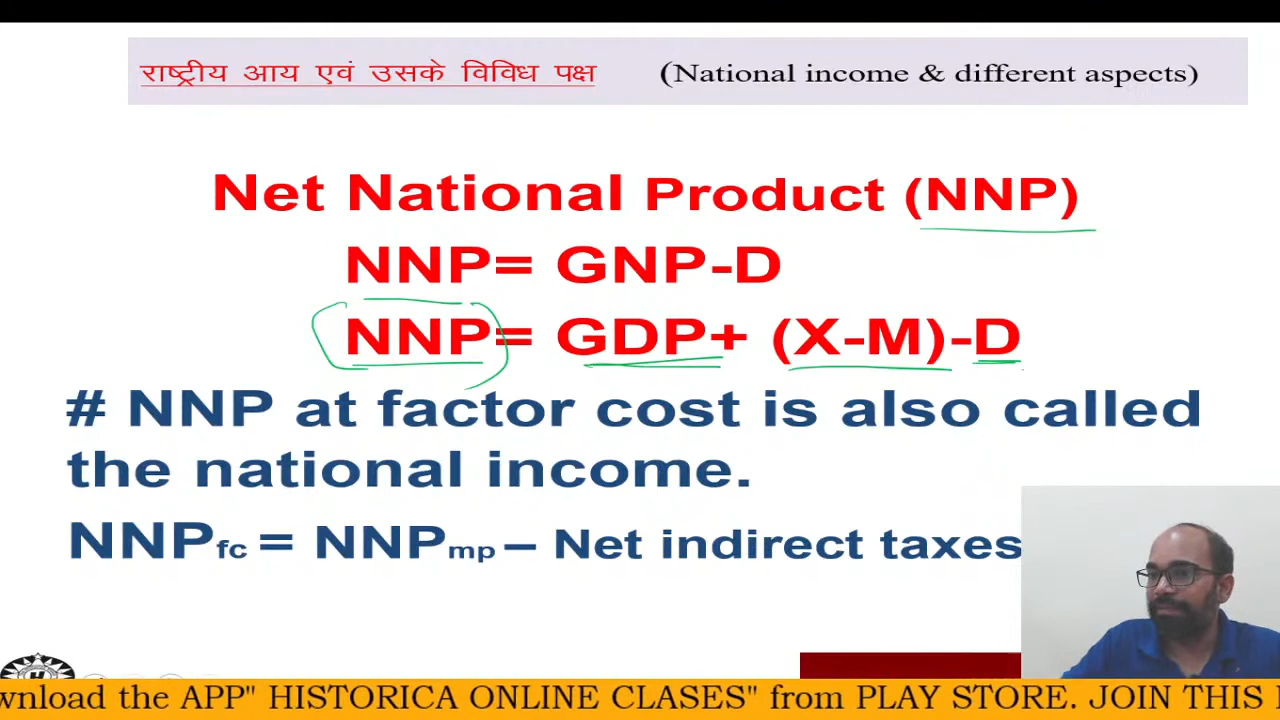 राष्ट्रीय आय एवं उसके विविध पक्ष (National income & different aspects)
Net National Product (NNP)
NNP= GNP-D
NNP= GDP+ (X-M)-D
# NNP at factor cost is also called
the national income.
NNPfc = NNPmp – Net indirect taxes
wnload the APP" HISTORICA ONLINE CLASES" from PLAY STORE. JOIN THIS